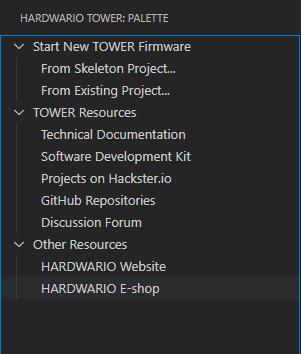 HARDWARIO TOWER: PALETTE
Start New TOWER Firmware
From Skeleton Project...
From Existing Project...
TOWER Resources
Technical Documentation
Software Development Kit
Projects on Hackster.io
GitHub Repositories
Discussion Forum
Other Resources
HARDWARIO Website
HARDWARIO E-shop